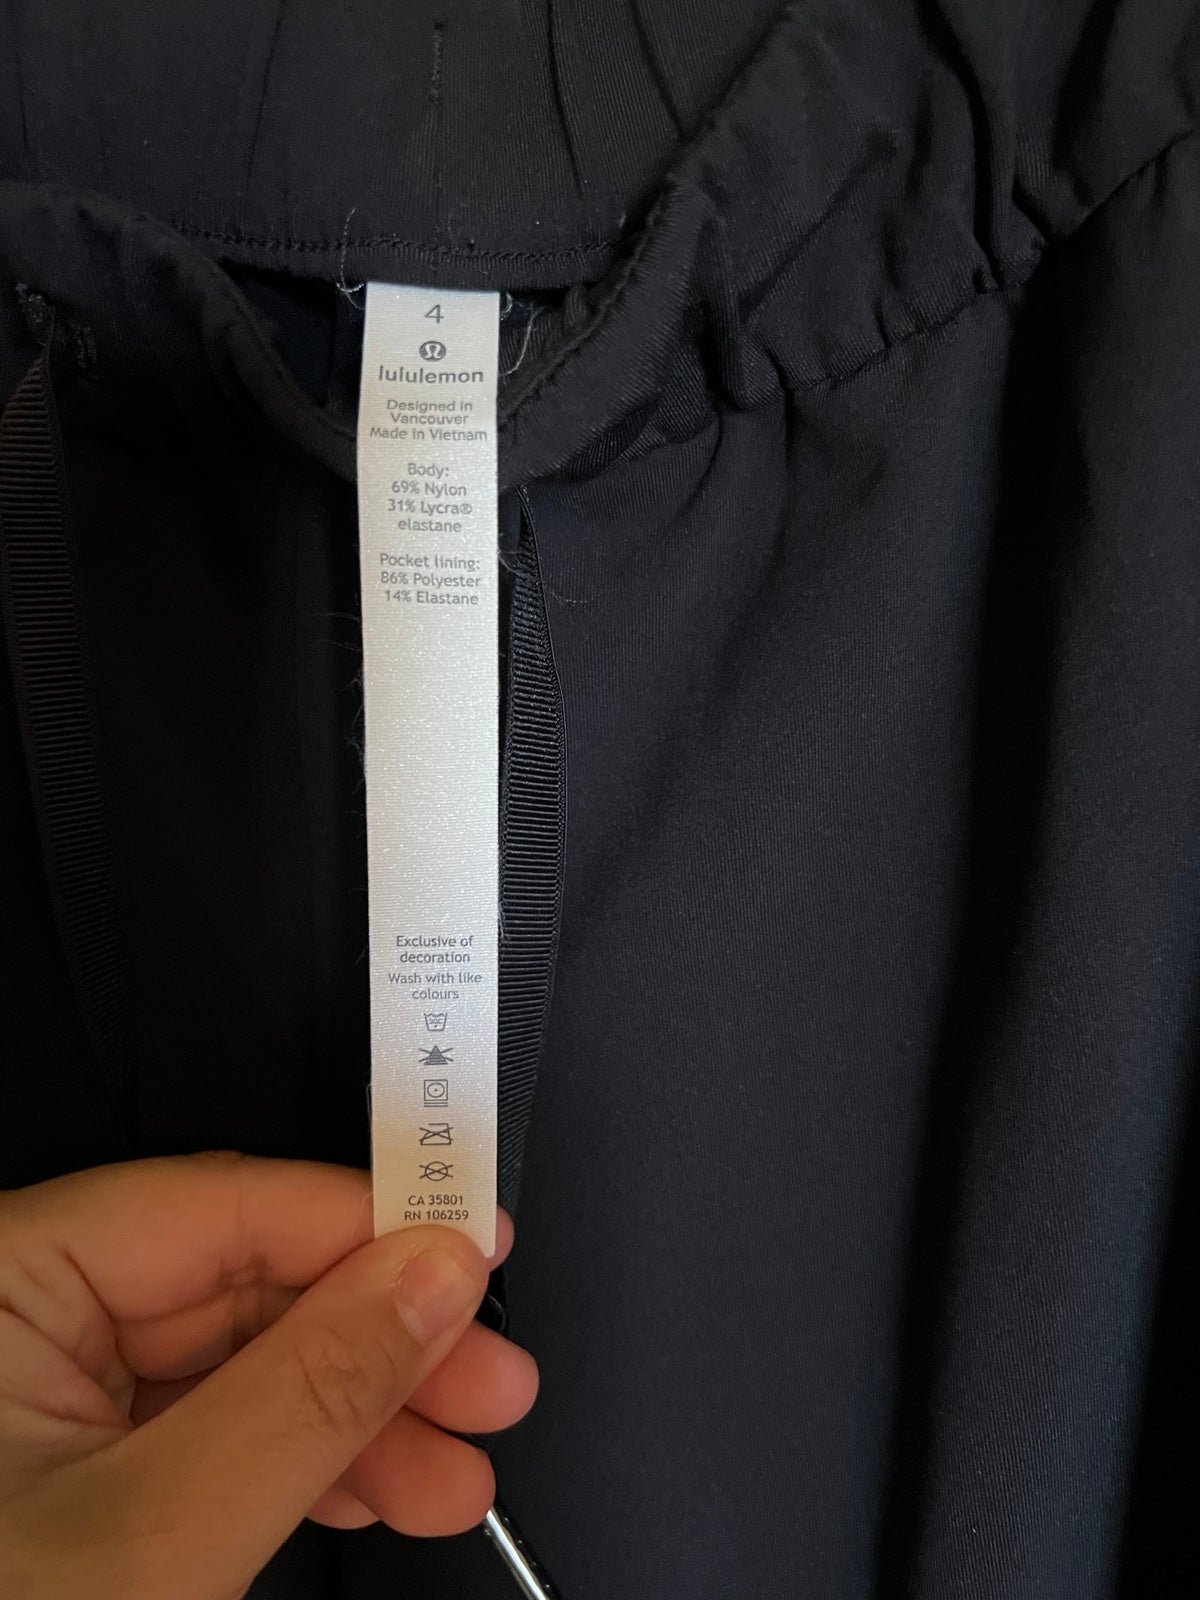 4
lululemon
Designed in
Vancouver
Made in Vietnam
Body:
69% Nylon
31% Lycra®
elastane
Pocket lining:
86% Polyester
14% Elastane
Exclusive of
decoration
Wash with like
colours
30C
CA 35801
RN 106259